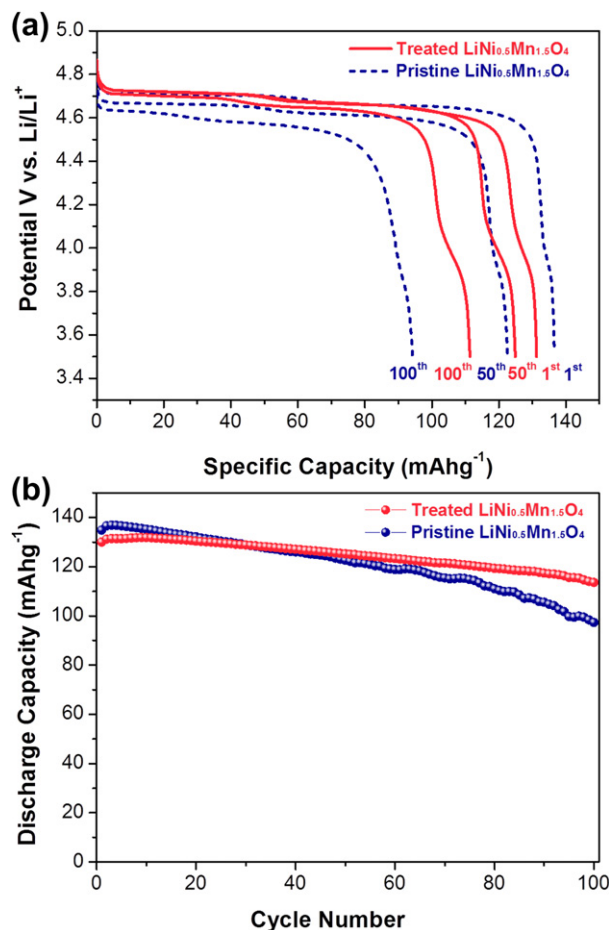 (a)
5.0
4.8
4.6
4.4
4.2
4.0
3.8
3.6
3.4
Potential V vs. Li/Li⁺
Treated LiNi₀.₅Mn₁.₅O₄
Pristine LiNi₀.₅Mn₁.₅O₄
100ᵗʰ 100ᵗʰ 50ᵗʰ 50ᵗʰ 1ˢᵗ 1ˢᵗ
0 20 40 60 80 100 120 140
Specific Capacity (mAhg⁻¹)
(b)
140
120
100
80
60
40
20
0
Discharge Capacity (mAhg⁻¹)
Treated LiNi₀.₅Mn₁.₅O₄
Pristine LiNi₀.₅Mn₁.₅O₄
0 20 40 60 80 100
Cycle Number